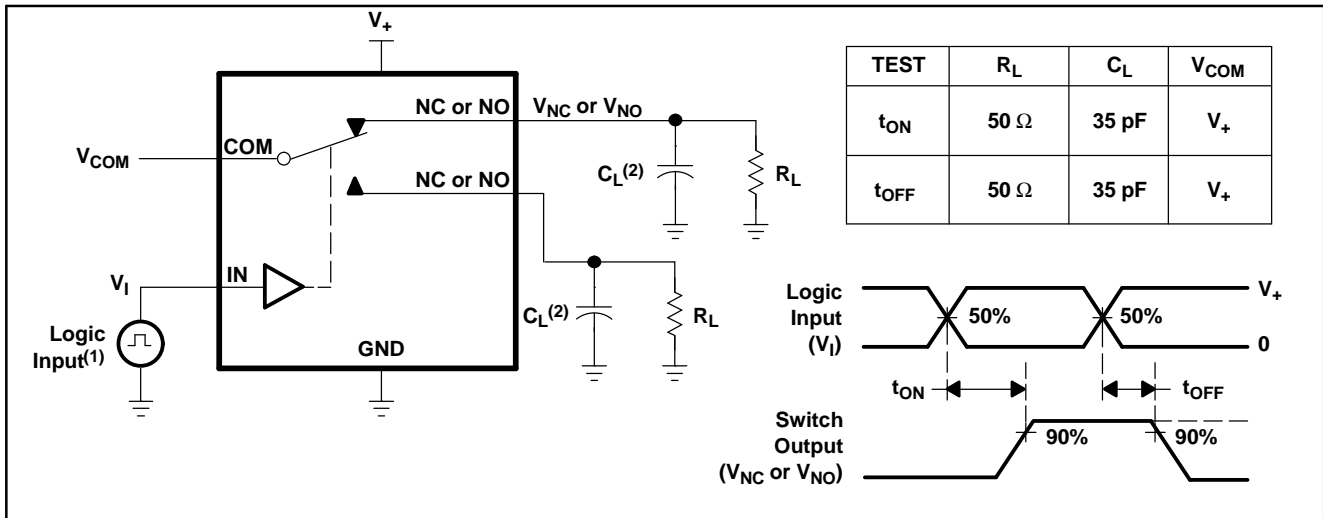 V+
NC or NO
VNC or VNO
COM
VCOM
CL(2)
RL
NC or NO
VI
IN
CL(2)
RL
Logic
Input(1)
GND
TEST RL CL VCOM
tON 50 Ω 35 pF V+
tOFF 50 Ω 35 pF V+
Logic
Input
(VI)
50%
50%
V+
0
tON
tOFF
Switch
Output
(VNC or VNO)
90%
90%